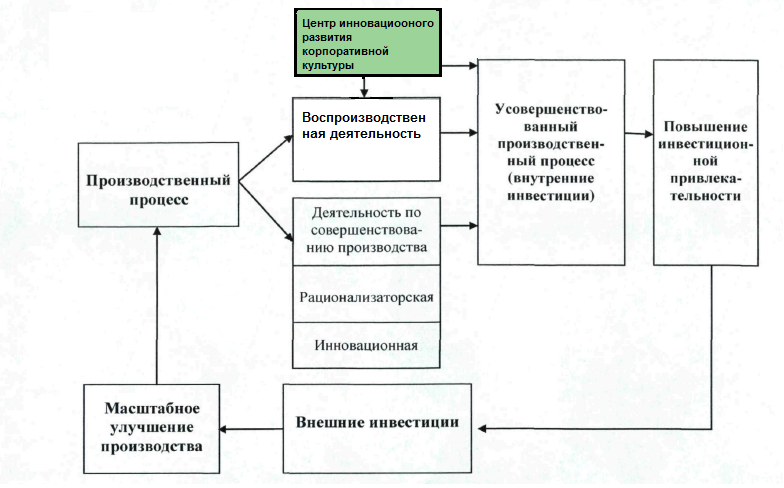 Центр инновациооного
развития
корпоративной
культуры
Воспроизводствен
ная деятельность
Усовершенство-
ованный
производствен-
ный процесс
(внутренние
инвестиции)
Повышение
инвестицион-
ной
привлека-
тельности
Производственный
процесс
Деятельность по
совершенствова-
нию производства
Рационализаторская
Инновационная
Масштабное
улучшение
производства
Внешние инвестиции